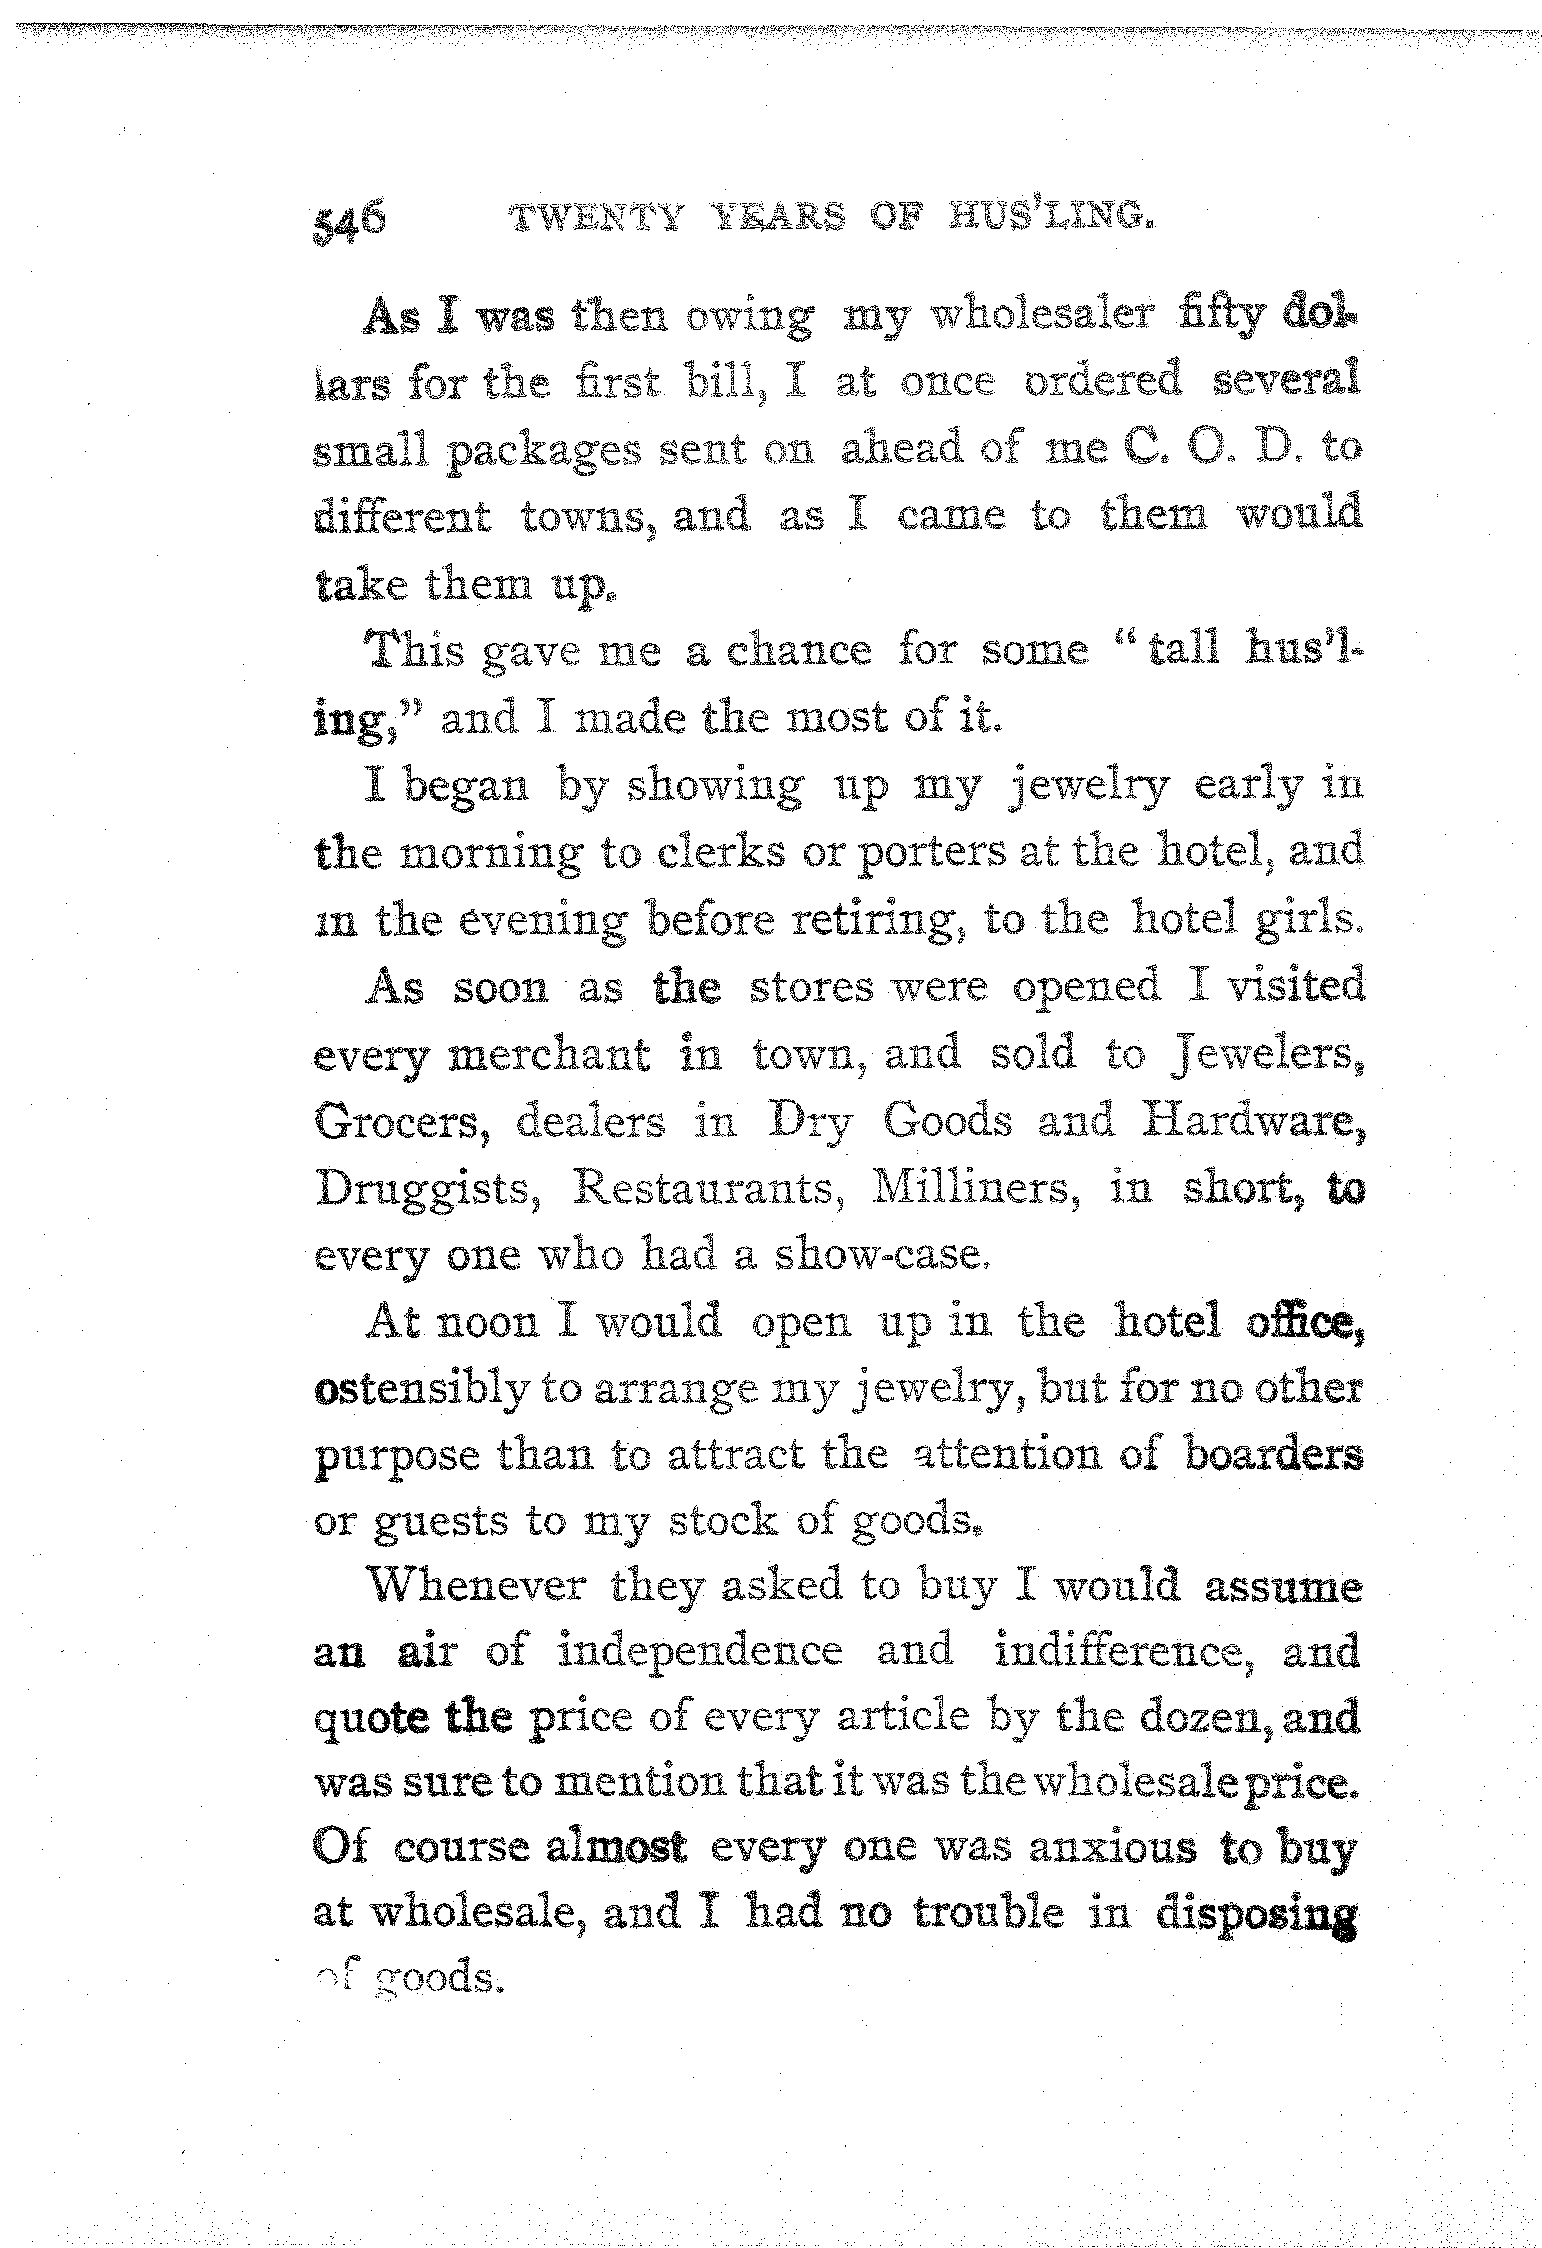 546 TWENTY YEARS OF HUS'LING.
As I was then owing my wholesaler fifty dol-
lars for the first bill, I at once ordered several
small packages sent on ahead of me C. O. D. to
different towns, and as I came to them would
take them up.
This gave me a chance for some "tall hus'l-
ing," and I made the most of it.
I began by showing up my jewelry early in
the morning to clerks or porters at the hotel, and
in the evening before retiring, to the hotel girls.
As soon as the stores were opened I visited
every merchant in town, and sold to Jewelers,
Grocers, dealers in Dry Goods and Hardware,
Druggists, Restaurants, Milliners, in short, to
every one who had a show-case.
At noon I would open up in the hotel office,
ostensibly to arrange my jewelry, but for no other
purpose than to attract the attention of boarders
or guests to my stock of goods.
Whenever they asked to buy I would assume
an air of independence and indifference, and
quote the price of every article by the dozen, and
was sure to mention that it was the wholesale price.
Of course almost every one was anxious to buy
at wholesale, and I had no trouble in disposing
of goods.